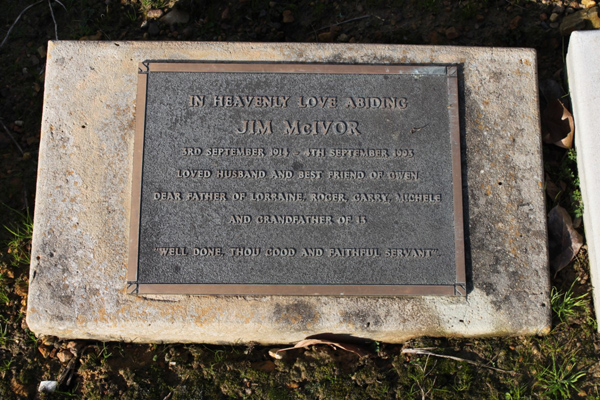 IN HEAVENLY LOVE ABIDING
JIM McIVOR
3RD SEPTEMBER 1914 - 4TH SEPTEMBER 1993
LOVED HUSBAND AND BEST FRIEND OF GWEN,
DEAR FATHER OF LORRAINE, ROGER, GARRY, MICHELE
AND GRANDFATHER OF 13
"WELL DONE, THOU GOOD AND FAITHFUL SERVANT".